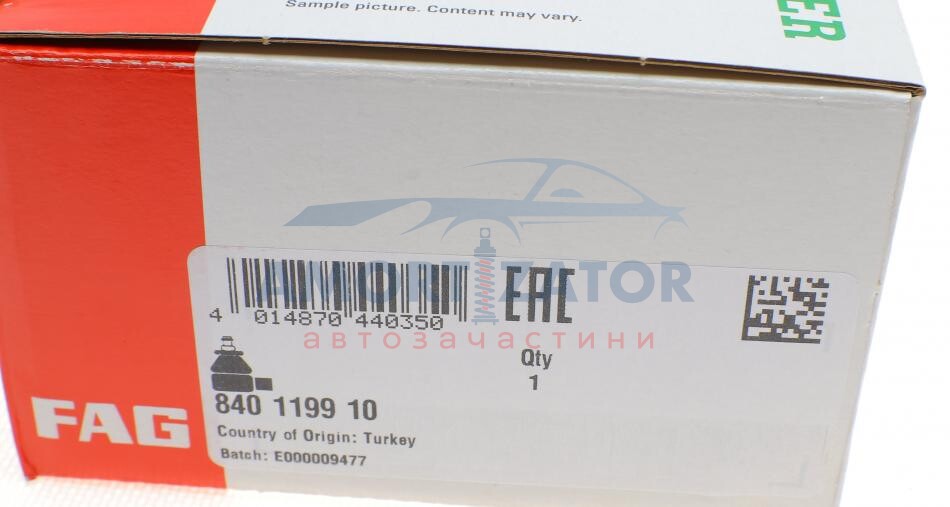 Sample picture. Content may vary.
ER
AMORTIZATOR
автозапчастини
EAC
4 014870 440350
Qty
1
840 1199 10
FAG
Country of Origin: Turkey
Batch: E000009477